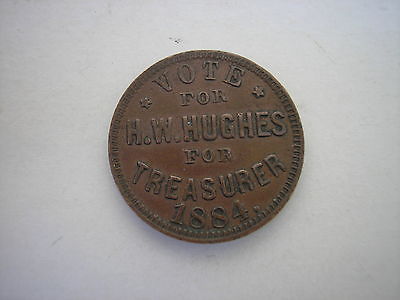 VOTE
FOR
H.W.HUGHES
FOR
TREASURER
1884.